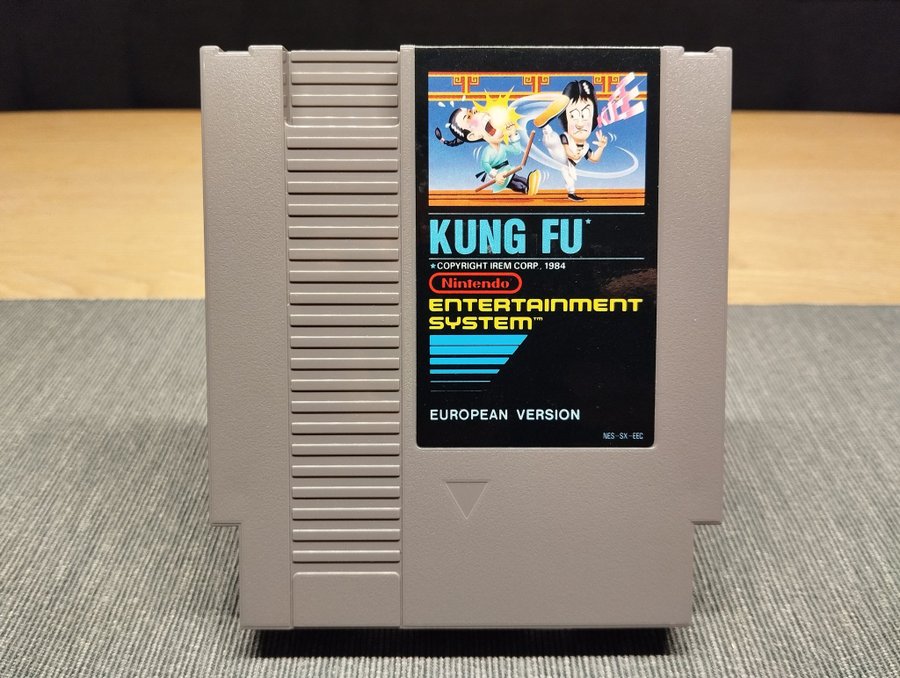 KUNG FU*
*COPYRIGHT IREM CORP. 1984
Nintendo
ENTERTAINMENT
SYSTEM™
EUROPEAN VERSION
NES-SX-EEC